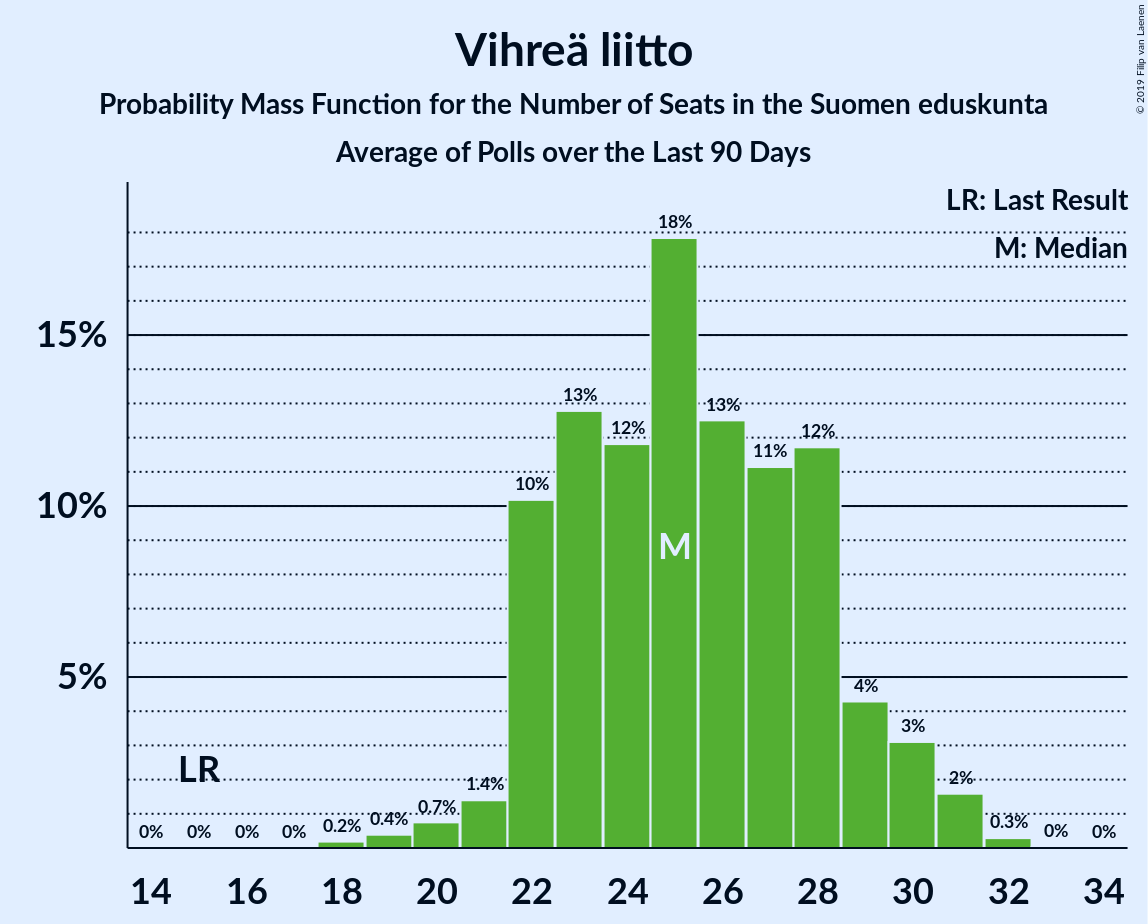 Vihreä liitto
Probability Mass Function for the Number of Seats in the Suomen eduskunta
Average of Polls over the Last 90 Days
© 2019 Filip van Laenen
LR: Last Result
M: Median
15%
10%
5%
0%
0%
0%
0%
0.2%
0.4%
0.7%
1.4%
10%
13%
12%
18%
13%
11%
12%
4%
3%
2%
0.3%
0%
0%
LR
M
14 16 18 20 22 24 26 28 30 32 34